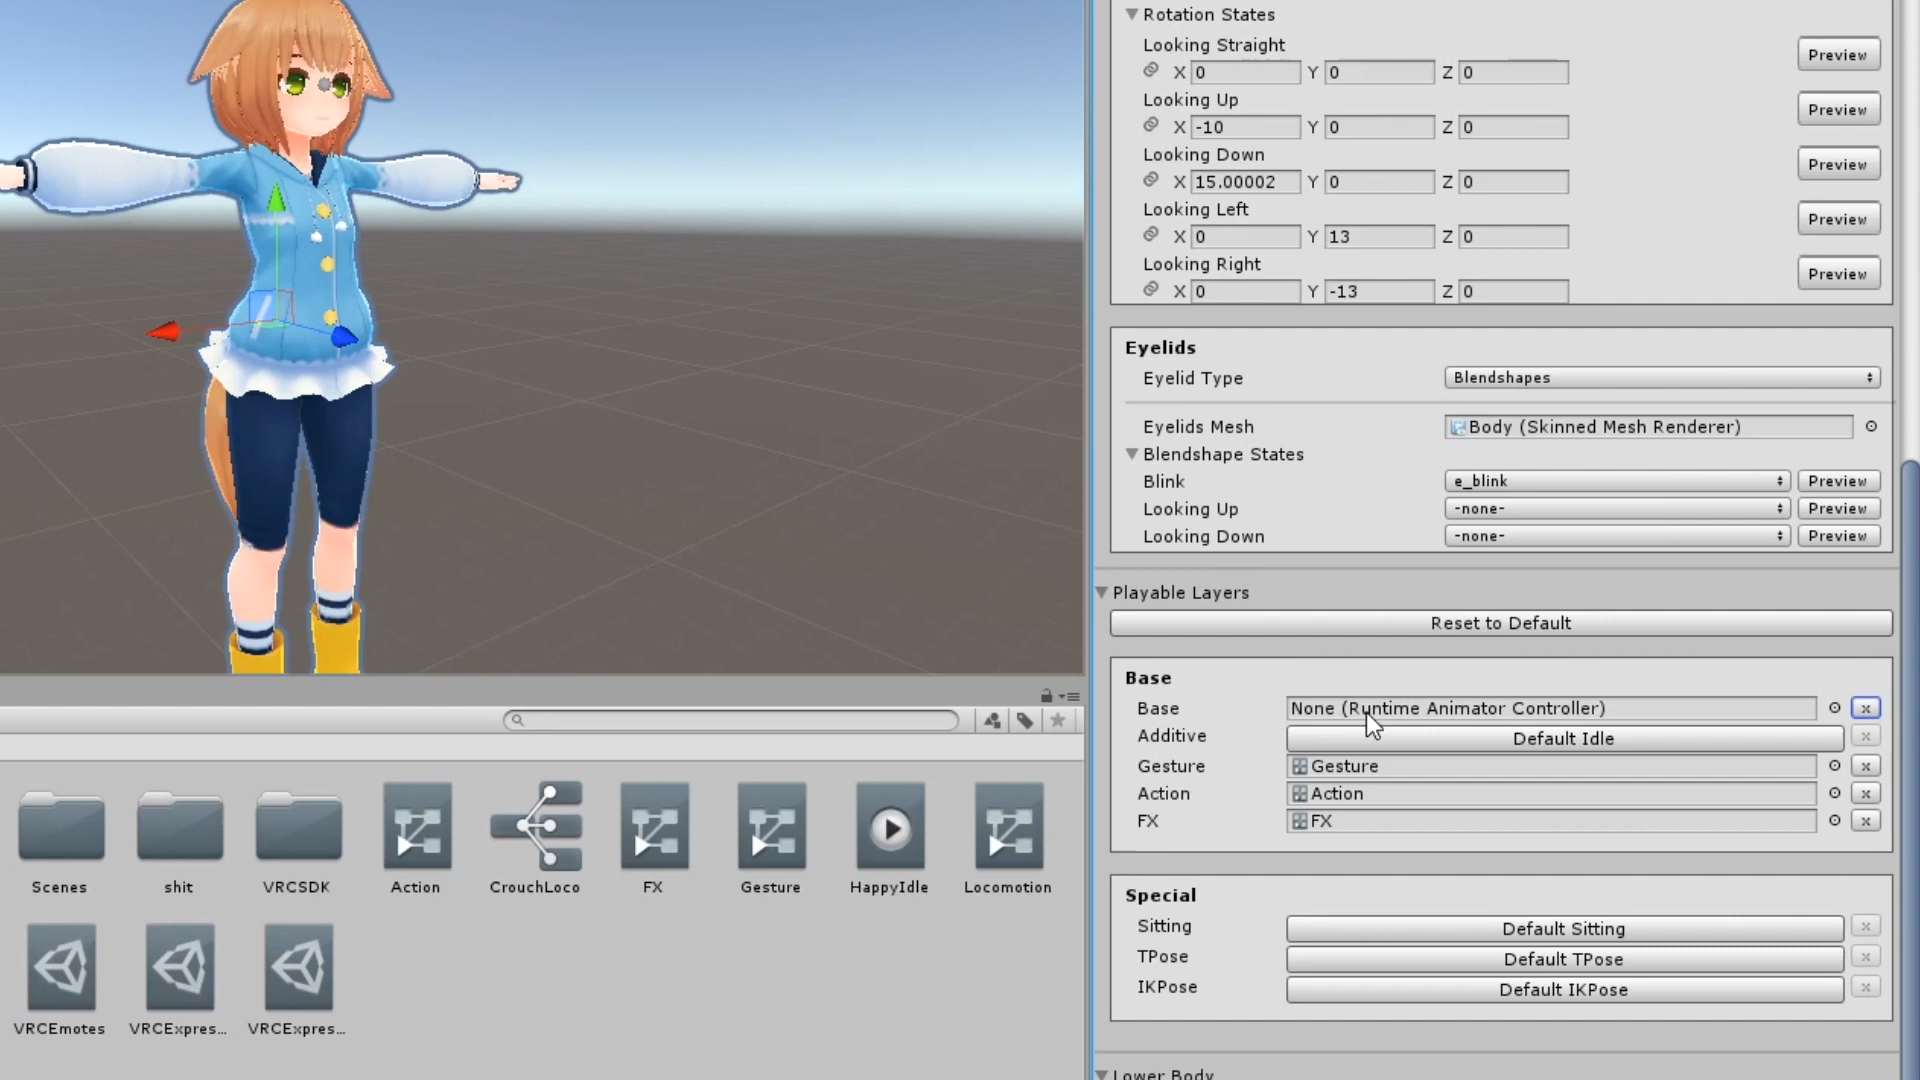 Rotation States
Looking Straight
X 0 Y 0 Z 0 Preview
Looking Up
X -10 Y 0 Z 0 Preview
Looking Down
X 15.00002 Y 0 Z 0 Preview
Looking Left
X 0 Y 13 Z 0 Preview
Looking Right
X 0 Y -13 Z 0 Preview
Eyelids
Eyelid Type Blendshapes
Eyelids Mesh Body (Skinned Mesh Renderer)
Blendshape States
Blink e_blink Preview
Looking Up -none- Preview
Looking Down -none- Preview
Playable Layers
Reset to Default
Base
Base None (Runtime Animator Controller) x
Additive Default Idle x
Gesture Gesture x
Action Action x
FX FX x
Special
Sitting Default Sitting x
TPose Default TPose x
IKPose Default IKPose x
Lower Body
Scenes shit VRCSDK Action CrouchLoco FX Gesture HappyIdle Locomotion
VRCEmotes VRCExpres... VRCExpres...